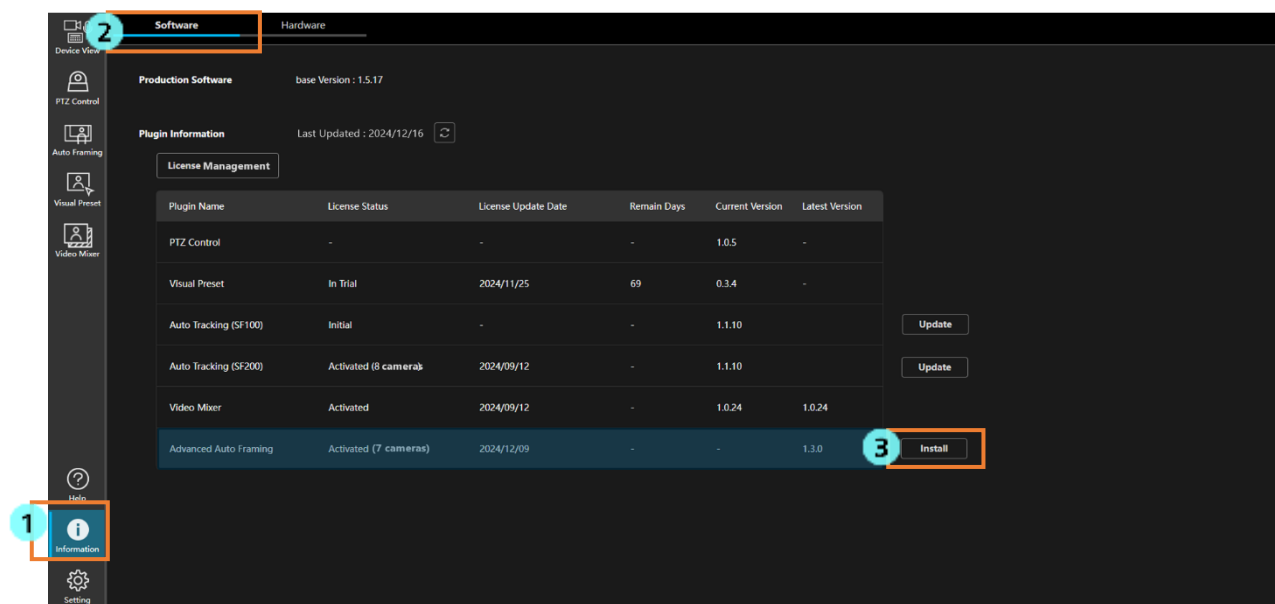 2
Software Hardware
Device View
Production Software base Version : 1.5.17
PTZ Control
Plugin Information Last Updated : 2024/12/16
Auto Framing
License Management
Visual Preset
Plugin Name License Status License Update Date Remain Days Current Version Latest Version
PTZ Control - - - 1.0.5 -
Video Mixer
Visual Preset In Trial 2024/11/25 69 0.3.4 -
Auto Tracking (SF100) Initial - - 1.1.10 Update
Auto Tracking (SF200) Activated (8 cameras) 2024/09/12 - 1.1.10 Update
Video Mixer Activated 2024/09/12 - 1.0.24 1.0.24
Advanced Auto Framing Activated (7 cameras) 2024/12/09 - - 1.3.0 3 Install
Help
1
Information
Setting